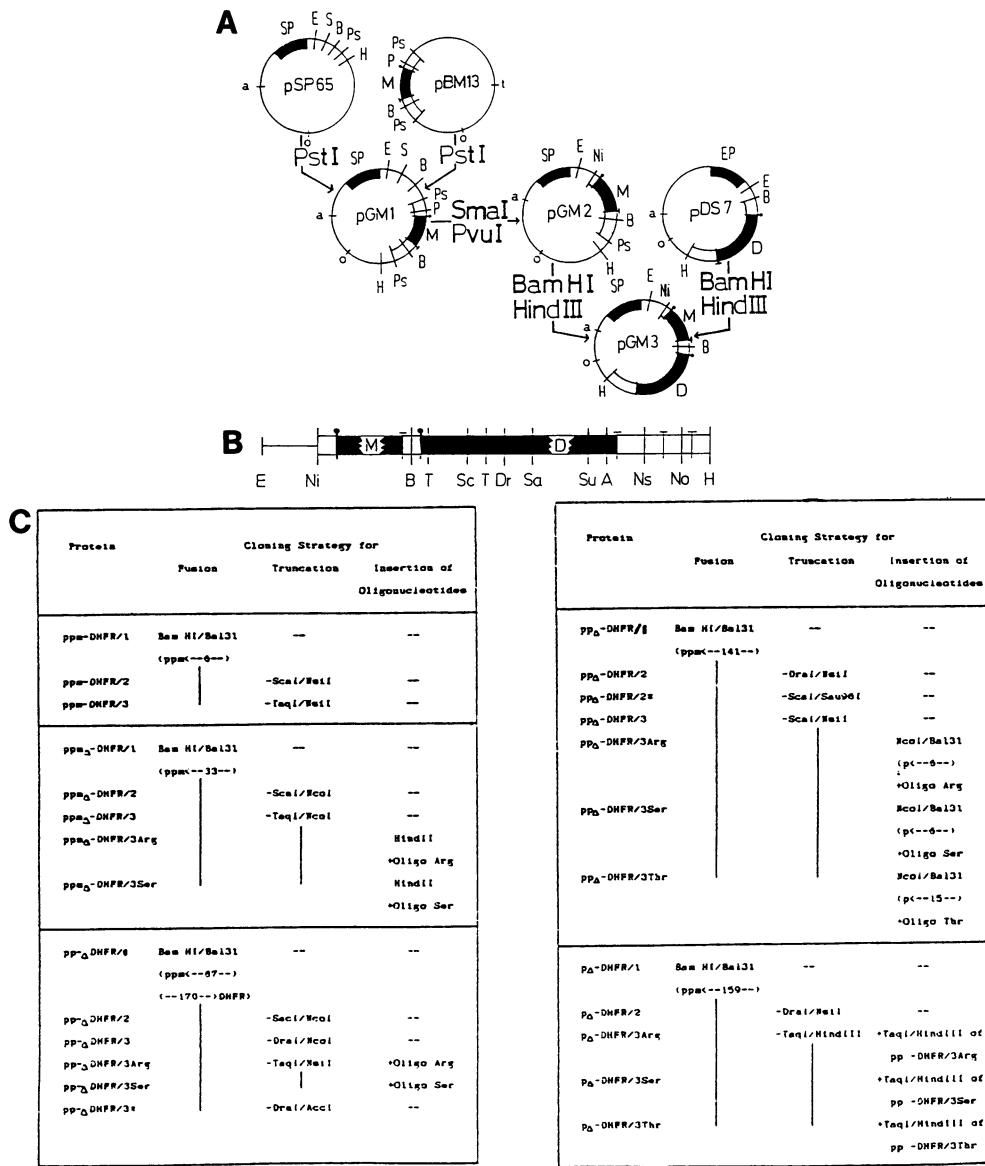 A
SP E S B Ps H
a pSP65 o
Ps P M B Ps
pBM13 t o
PstI PstI
SP E S B Ps P M B Ps H
a pGM1 o
SmaI
PvuI
SP E Ni M B Ps H
a pGM2 o
EP E B D H
a pDS7 o
BamHI
HindIII
BamHI
HindIII
SP E Ni M B D H
a pGM3 o
B
M D
E Ni B T Sc T Dr Sa Su A Ns No H
C
Protein Cloning Strategy for
Fusion Truncation Insertion of
Oligonucleotides
ppm-DHFR/1 Bam HI/Bal31 -- --
(ppm<--6--)
ppm-DHFR/2 -ScaI/NeiI --
ppm-DHFR/3 -TaqI/NeiI --
ppmΔ-DHFR/1 Bam HI/Bal31 -- --
(ppm<--33--)
ppmΔ-DHFR/2 -ScaI/NcoI --
ppmΔ-DHFR/3 -TaqI/NcoI --
ppmΔ-DHFR/3Arg HindII
+Oligo Arg
ppmΔ-DHFR/3Ser HindII
+Oligo Ser
pp-ΔDHFR/1 Bam HI/Bal31 -- --
(ppm<--67--)
(--170-->DHFR)
pp-ΔDHFR/2 -SacI/NcoI --
pp-ΔDHFR/3 -DraI/NcoI --
pp-ΔDHFR/3Arg -TaqI/NeiI +Oligo Arg
pp-ΔDHFR/3Ser +Oligo Ser
pp-ΔDHFR/3* -DraI/AccI --
Protein Cloning Strategy for
Fusion Truncation Insertion of
Oligonucleotides
ppΔ-DHFR/1 Bam HI/Bal31 -- --
(ppm<--141--)
ppΔ-DHFR/2 -DraI/NeiI --
ppΔ-DHFR/2* -ScaI/Sau96I --
ppΔ-DHFR/3 -ScaI/NeiI --
ppΔ-DHFR/3Arg NcoI/Bal31
(p<--6--)
+Oligo Arg
ppΔ-DHFR/3Ser NcoI/Bal31
(p<--6--)
+Oligo Ser
ppΔ-DHFR/3Thr NcoI/Bal31
(p<--15--)
+Oligo Thr
pΔ-DHFR/1 Bam HI/Bal31 -- --
(ppm<--159--)
pΔ-DHFR/2 -DraI/NeiI --
pΔ-DHFR/3Arg -TaqI/HindIII +TaqI/HindIII of
pp -DHFR/3Arg
pΔ-DHFR/3Ser +TaqI/HindIII of
pp -DHFR/3Ser
pΔ-DHFR/3Thr +TaqI/HindIII of
pp -DHFR/3Thr